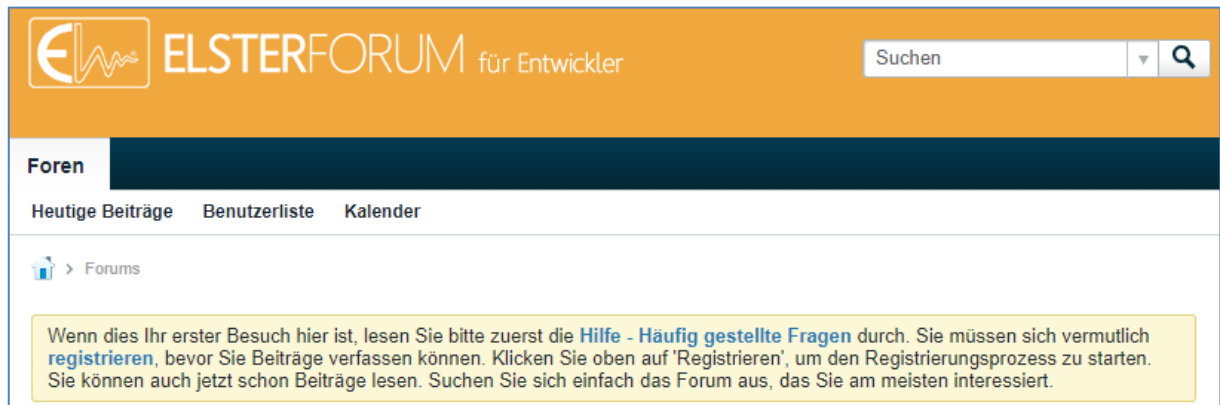 ELSTERFORUM für Entwickler
Suchen
Foren
Heutige Beiträge Benutzerliste Kalender
> Forums
Wenn dies Ihr erster Besuch hier ist, lesen Sie bitte zuerst die Hilfe - Häufig gestellte Fragen durch. Sie müssen sich vermutlich
registrieren, bevor Sie Beiträge verfassen können. Klicken Sie oben auf 'Registrieren', um den Registrierungsprozess zu starten.
Sie können auch jetzt schon Beiträge lesen. Suchen Sie sich einfach das Forum aus, das Sie am meisten interessiert.